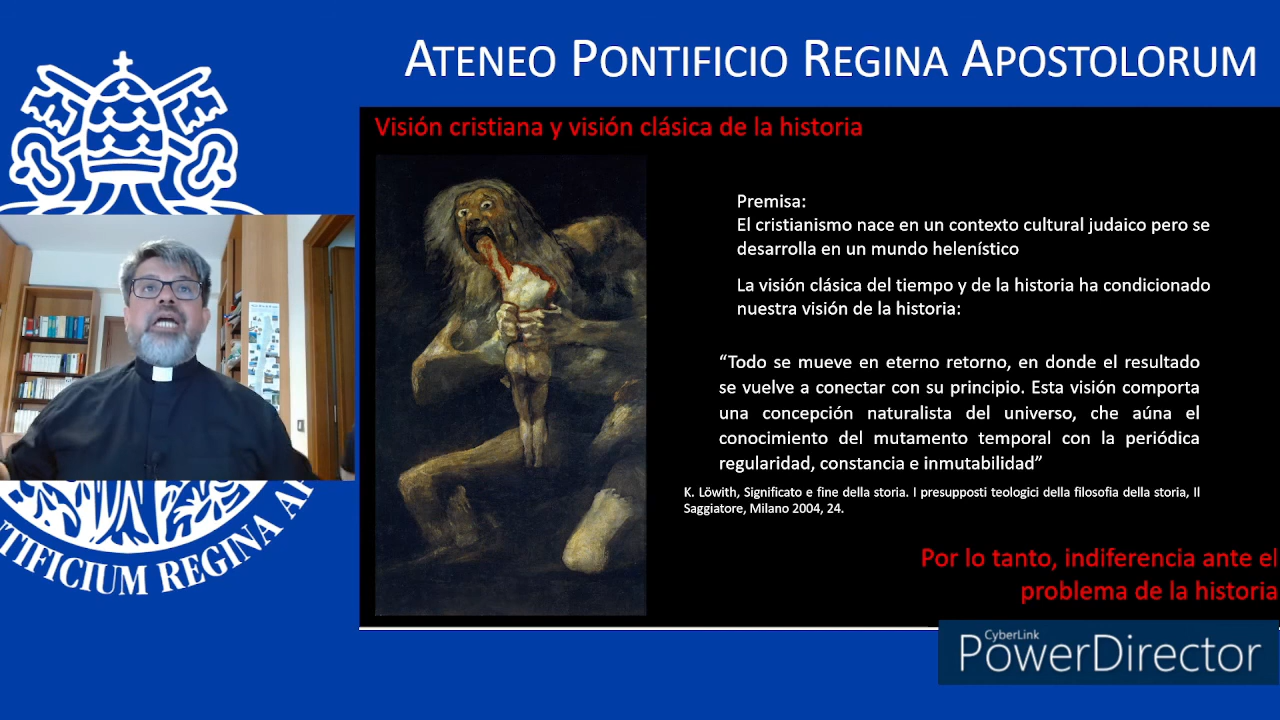 ATENEO PONTIFICIO REGINA APOSTOLORUM
Visión cristiana y visión clásica de la historia
Premisa:
El cristianismo nace en un contexto cultural judaico pero se
desarrolla en un mundo helenístico
La visión clásica del tiempo y de la historia ha condicionado
nuestra visión de la historia:
“Todo se mueve en eterno retorno, en donde el resultado
se vuelve a conectar con su principio. Esta visión comporta
una concepción naturalista del universo, che aúna el
conocimiento del mutamento temporal con la periódica
regularidad, constancia e inmutabilidad”
K. Löwith, Significato e fine della storia. I presupposti teologici della filosofia della storia, Il
Saggiatore, Milano 2004, 24.
Por lo tanto, indiferencia ante el
problema de la historia
TIFICIUM REGINA AP
CyberLink
PowerDirector